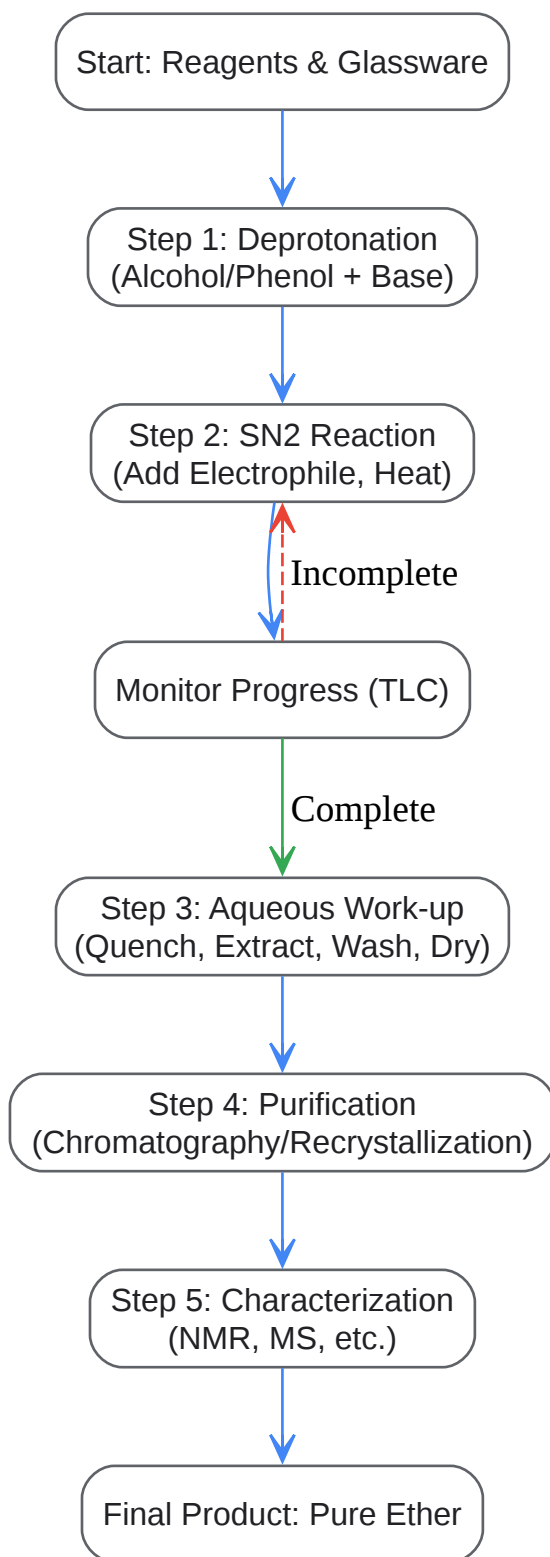 Start: Reagents & Glassware
Step 1: Deprotonation
(Alcohol/Phenol + Base)
Step 2: SN2 Reaction
(Add Electrophile, Heat)
Incomplete
Monitor Progress (TLC)
Complete
Step 3: Aqueous Work-up
(Quench, Extract, Wash, Dry)
Step 4: Purification
(Chromatography/Recrystallization)
Step 5: Characterization
(NMR, MS, etc.)
Final Product: Pure Ether